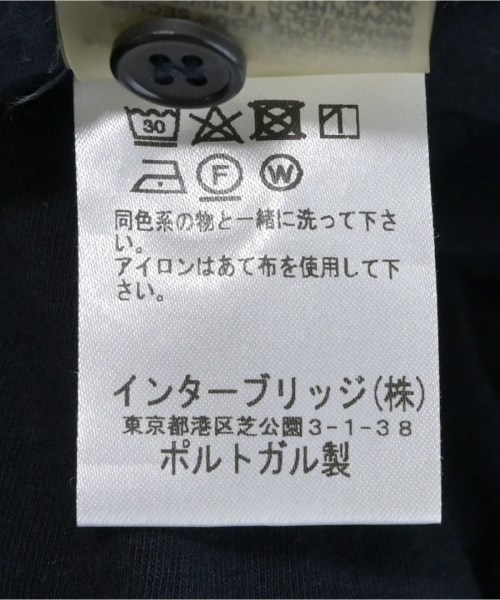 30
F
W
同色系の物と一緒に洗って下さ
い。
アイロンはあて布を使用して下
さい。
インターブリッジ(株)
東京都港区芝公園3-1-38
ポルトガル製